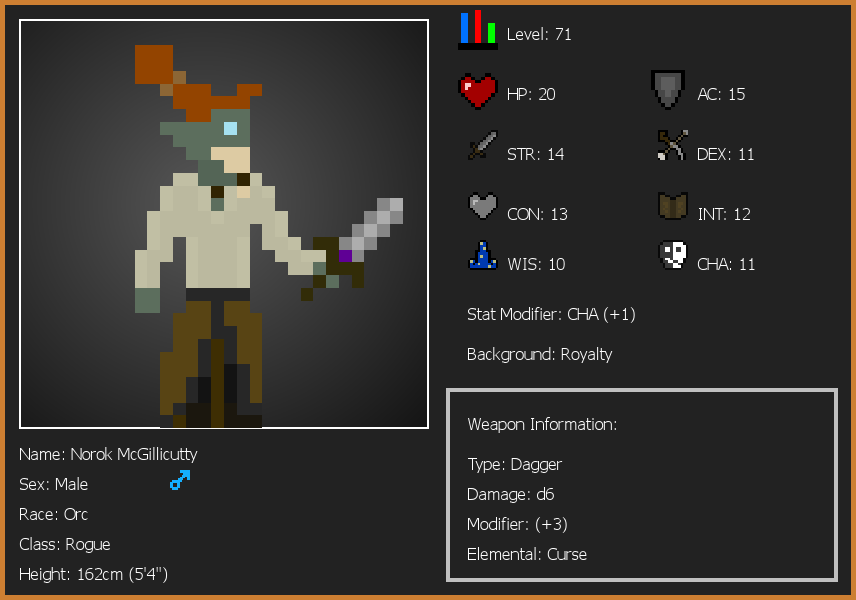 Level: 71
HP: 20
AC: 15
STR: 14
DEX: 11
CON: 13
INT: 12
WIS: 10
CHA: 11
Stat Modifier: CHA (+1)
Background: Royalty
Weapon Information:
Type: Dagger
Damage: d6
Modifier: (+3)
Elemental: Curse
Name: Norok McGillicutty
Sex: Male
Race: Orc
Class: Rogue
Height: 162cm (5'4")